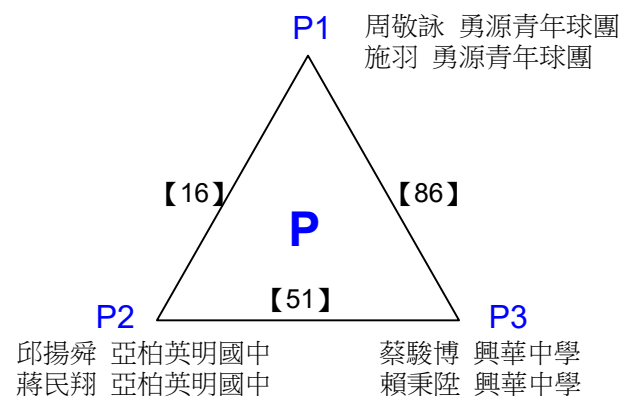 P1
周敬詠 勇源青年球團
施羽 勇源青年球團
【16】
【86】
P
【51】
P2
P3
邱揚舜 亞柏英明國中
蔡駿博 興華中學
蔣民翔 亞柏英明國中
賴秉陞 興華中學